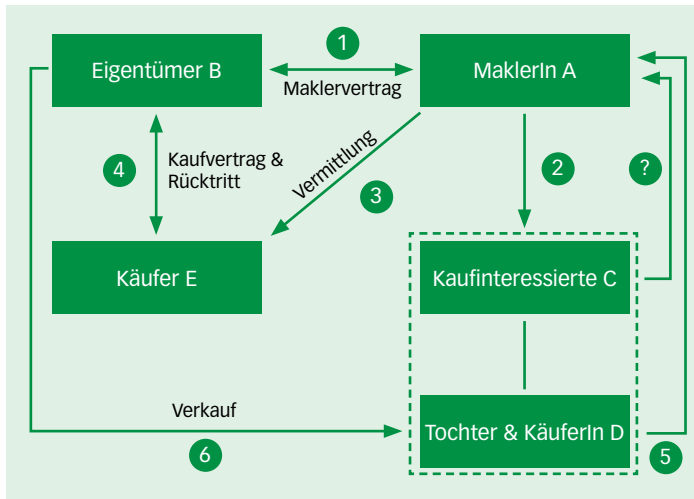 1
Eigentümer B
MaklerIn A
Maklervertrag
4
Kaufvertrag &
Rücktritt
Vermittlung
3
2
?
Käufer E
Kaufinteressierte C
Verkauf
6
Tochter & KäuferIn D
5